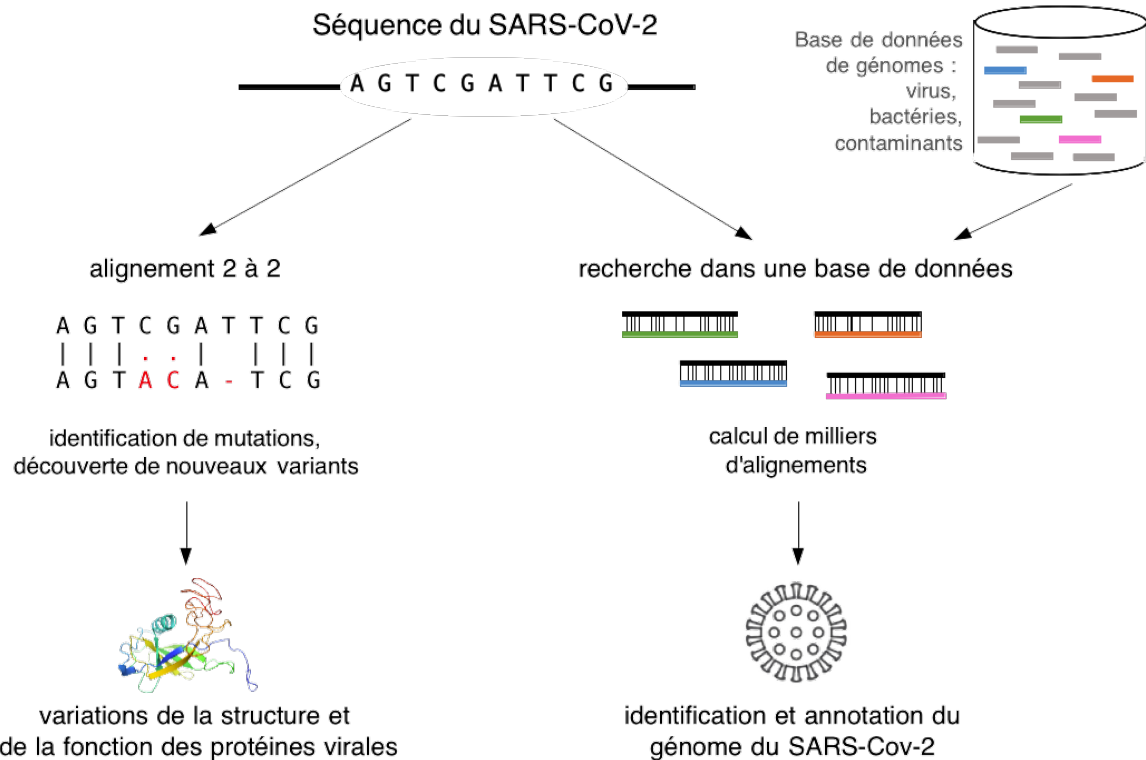 Séquence du SARS-CoV-2
A G T C G A T T C G
Base de données
de génomes :
virus,
bactéries,
contaminants
alignement 2 à 2
A G T C G A T T C G
| | | . . | | | |
A G T A C A - T C G
identification de mutations,
découverte de nouveaux variants
variations de la structure et
de la fonction des protéines virales
recherche dans une base de données
calcul de milliers
d'alignements
identification et annotation du
génome du SARS-Cov-2